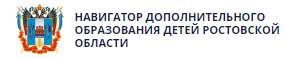 НАВИГАТОР ДОПОЛНИТЕЛЬНОГО
ОБРАЗОВАНИЯ ДЕТЕЙ РОСТОВСКОЙ
ОБЛАСТИ